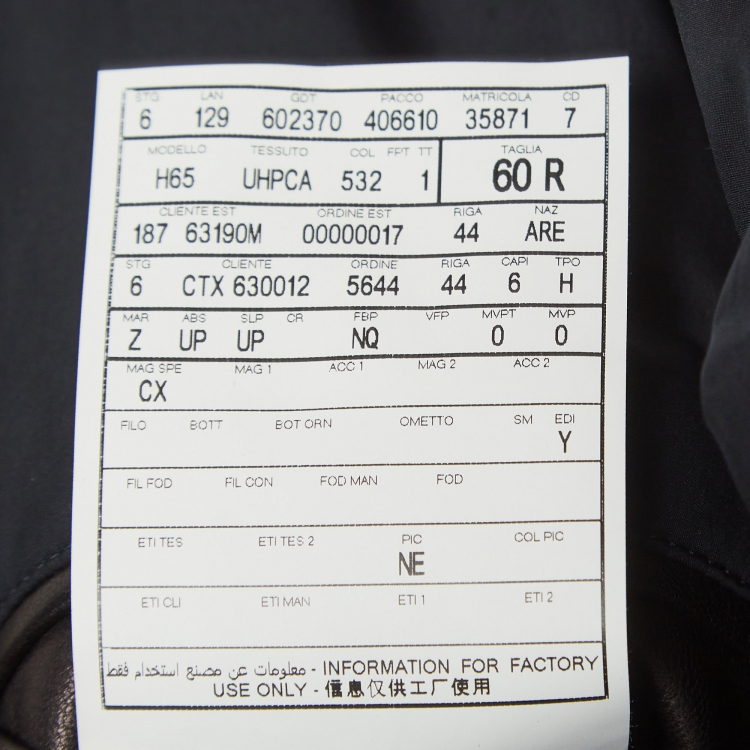 STG LAN GDT PACCO MATRICOLA CD
6 129 602370 406610 35871 7
MODELLO TESSUTO COL FPT TT TAGLIA
H65 UHPCA 532 1 60 R
CLIENTE EST ORDINE EST RIGA NAZ
187 63190M 00000017 44 ARE
STG CLIENTE ORDINE RIGA CAPI TPO
6 CTX 630012 5644 44 6 H
MAR ABS SLP CR FBP VFP MVPT MVP
Z UP UP NQ 0 0
MAG SPE MAG 1 ACC 1 MAG 2 ACC 2
CX
FILO BOTT BOT ORN OMETTO SM EDI
Y
FIL FOD FIL CON FOD MAN FOD
ETI TES ETI TES 2 PIC COL PIC
NE
ETI CLI ETI MAN ETI 1 ETI 2
معلومات عن مصنع استخدام فقط - INFORMATION FOR FACTORY
USE ONLY - 信息仅供工厂使用